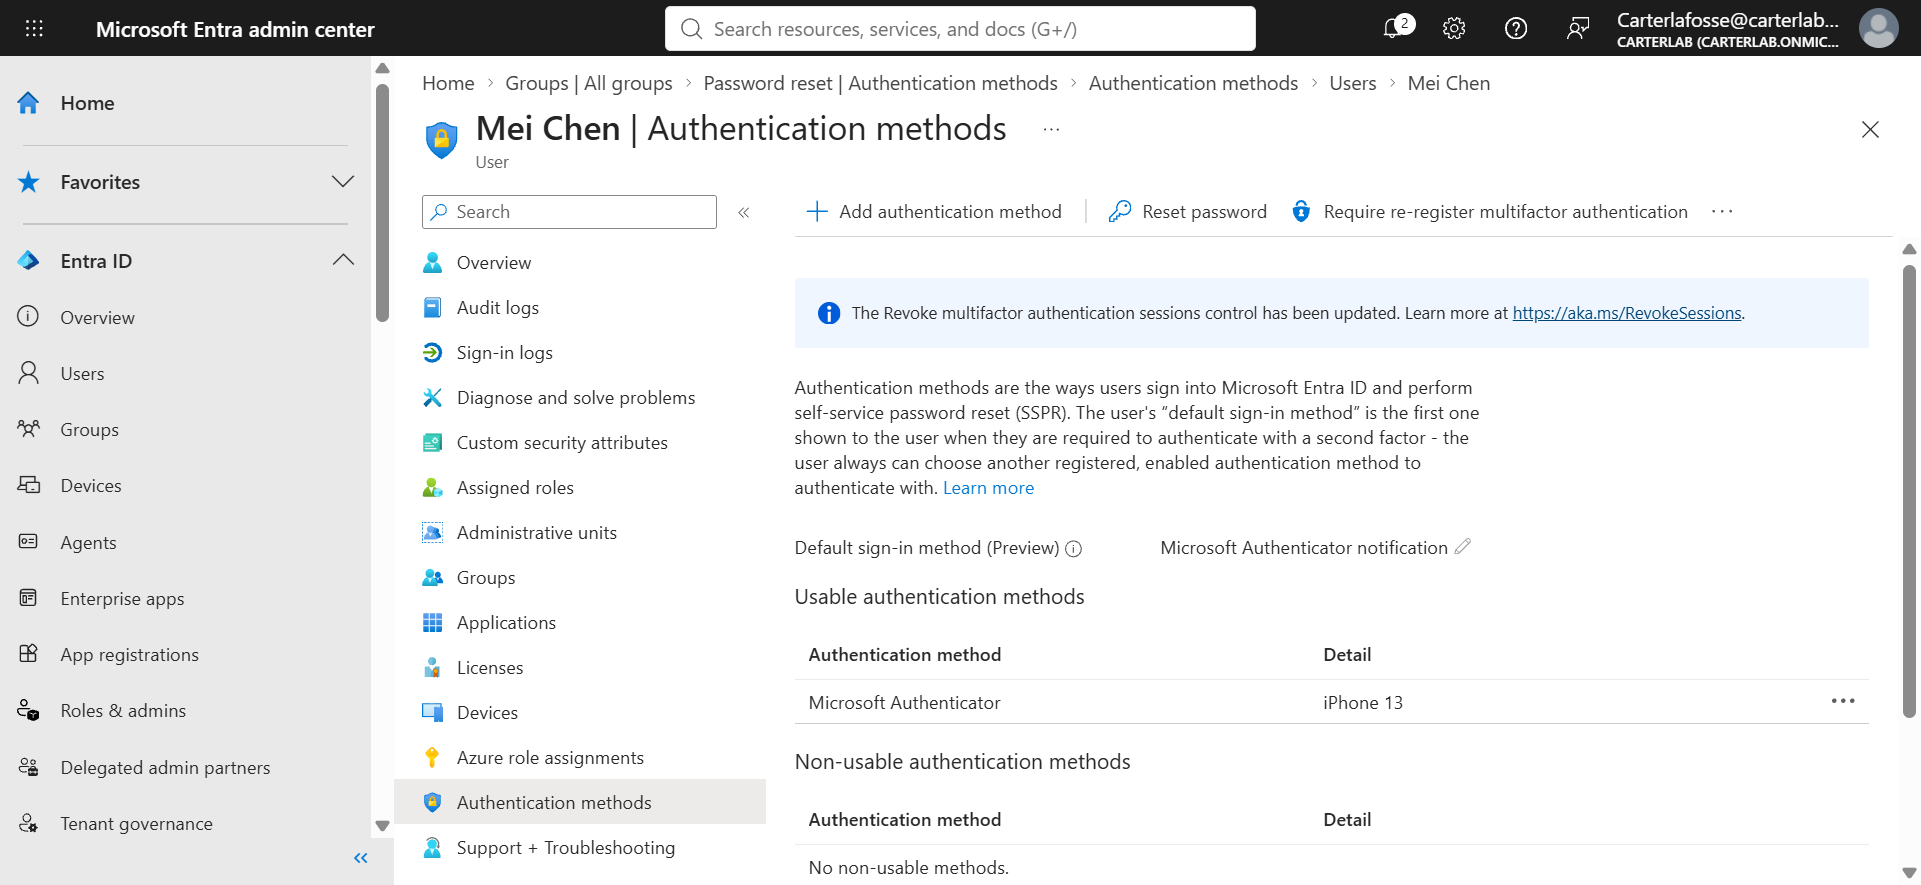 Microsoft Entra admin center
Search resources, services, and docs (G+/)
2
Carterlafosse@carterlab...
CARTERLAB (CARTERLAB.ONMIC...
Home
Favorites
Entra ID
Overview
Users
Groups
Devices
Agents
Enterprise apps
App registrations
Roles & admins
Delegated admin partners
Tenant governance
Home > Groups | All groups > Password reset | Authentication methods > Authentication methods > Users > Mei Chen
Mei Chen | Authentication methods ...
User
Search
Overview
Audit logs
Sign-in logs
Diagnose and solve problems
Custom security attributes
Assigned roles
Administrative units
Groups
Applications
Licenses
Devices
Azure role assignments
Authentication methods
Support + Troubleshooting
Add authentication method | Reset password Require re-register multifactor authentication ...
The Revoke multifactor authentication sessions control has been updated. Learn more at https://aka.ms/RevokeSessions.
Authentication methods are the ways users sign into Microsoft Entra ID and perform
self-service password reset (SSPR). The user's “default sign-in method” is the first one
shown to the user when they are required to authenticate with a second factor - the
user always can choose another registered, enabled authentication method to
authenticate with. Learn more
Default sign-in method (Preview) Microsoft Authenticator notification
Usable authentication methods
Authentication method Detail
Microsoft Authenticator iPhone 13 ...
Non-usable authentication methods
Authentication method Detail
No non-usable methods.